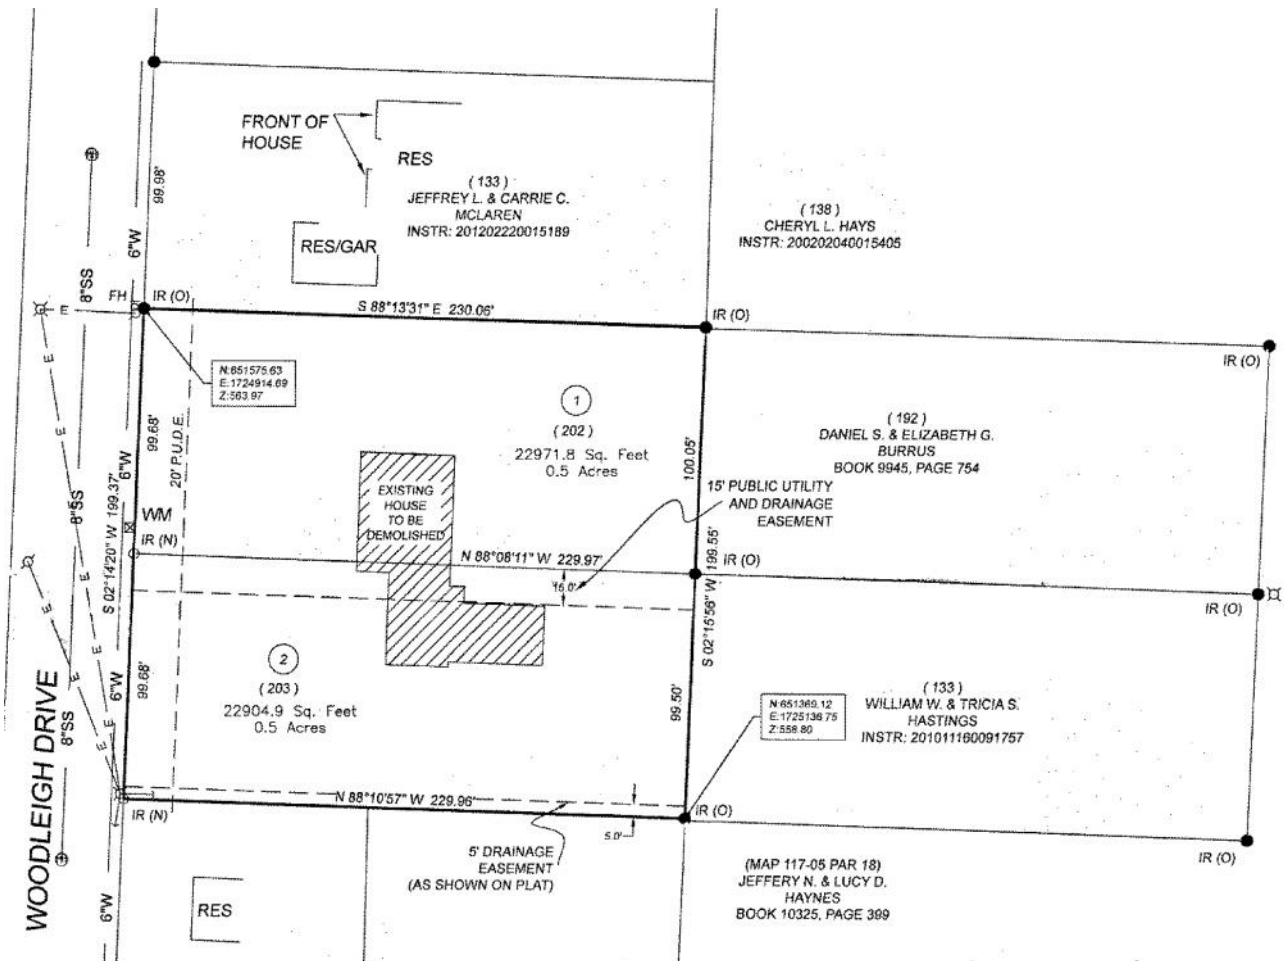 FRONT OF
HOUSE
RES
( 133 )
JEFFREY L. & CARRIE C.
MCLAREN
INSTR: 201202220015189
RES/GAR
( 138 )
CHERYL L. HAYS
INSTR: 200202040015405
99.98'
6"W
8"SS
FH
IR (O)
E
S 88°13'31" E 230.06'
IR (O)
IR (O)
N:651575.63
E:1724914.69
Z:563.97
1
( 202 )
22971.8 Sq. Feet
0.5 Acres
( 192 )
DANIEL S. & ELIZABETH G.
BURRUS
BOOK 9945, PAGE 754
99.68'
20' P.U.D.E.
6"W
8"SS
S 02°14'20" W 199.37'
100.05'
EXISTING
HOUSE
TO BE
DEMOLISHED
15' PUBLIC UTILITY
AND DRAINAGE
EASEMENT
WM
IR (N)
N 88°08'11" W 229.97'
IR (O)
IR (O)
15.0'
S 02°15'56" W 199.55'
2
( 203 )
22904.9 Sq. Feet
0.5 Acres
99.68'
6"W
8"SS
99.50'
N:651369.12
E:1725136.75
Z:558.80
( 133 )
WILLIAM W. & TRICIA S.
HASTINGS
INSTR: 201011160091757
WOODLEIGH DRIVE
N 88°10'57" W 229.96'
IR (N)
IR (O)
5.0'
IR (O)
5' DRAINAGE
EASEMENT
(AS SHOWN ON PLAT)
(MAP 117-05 PAR 18)
JEFFERY N. & LUCY D.
HAYNES
BOOK 10325, PAGE 399
RES
6"W
E
E
E
E
E
E
E
E
E
E